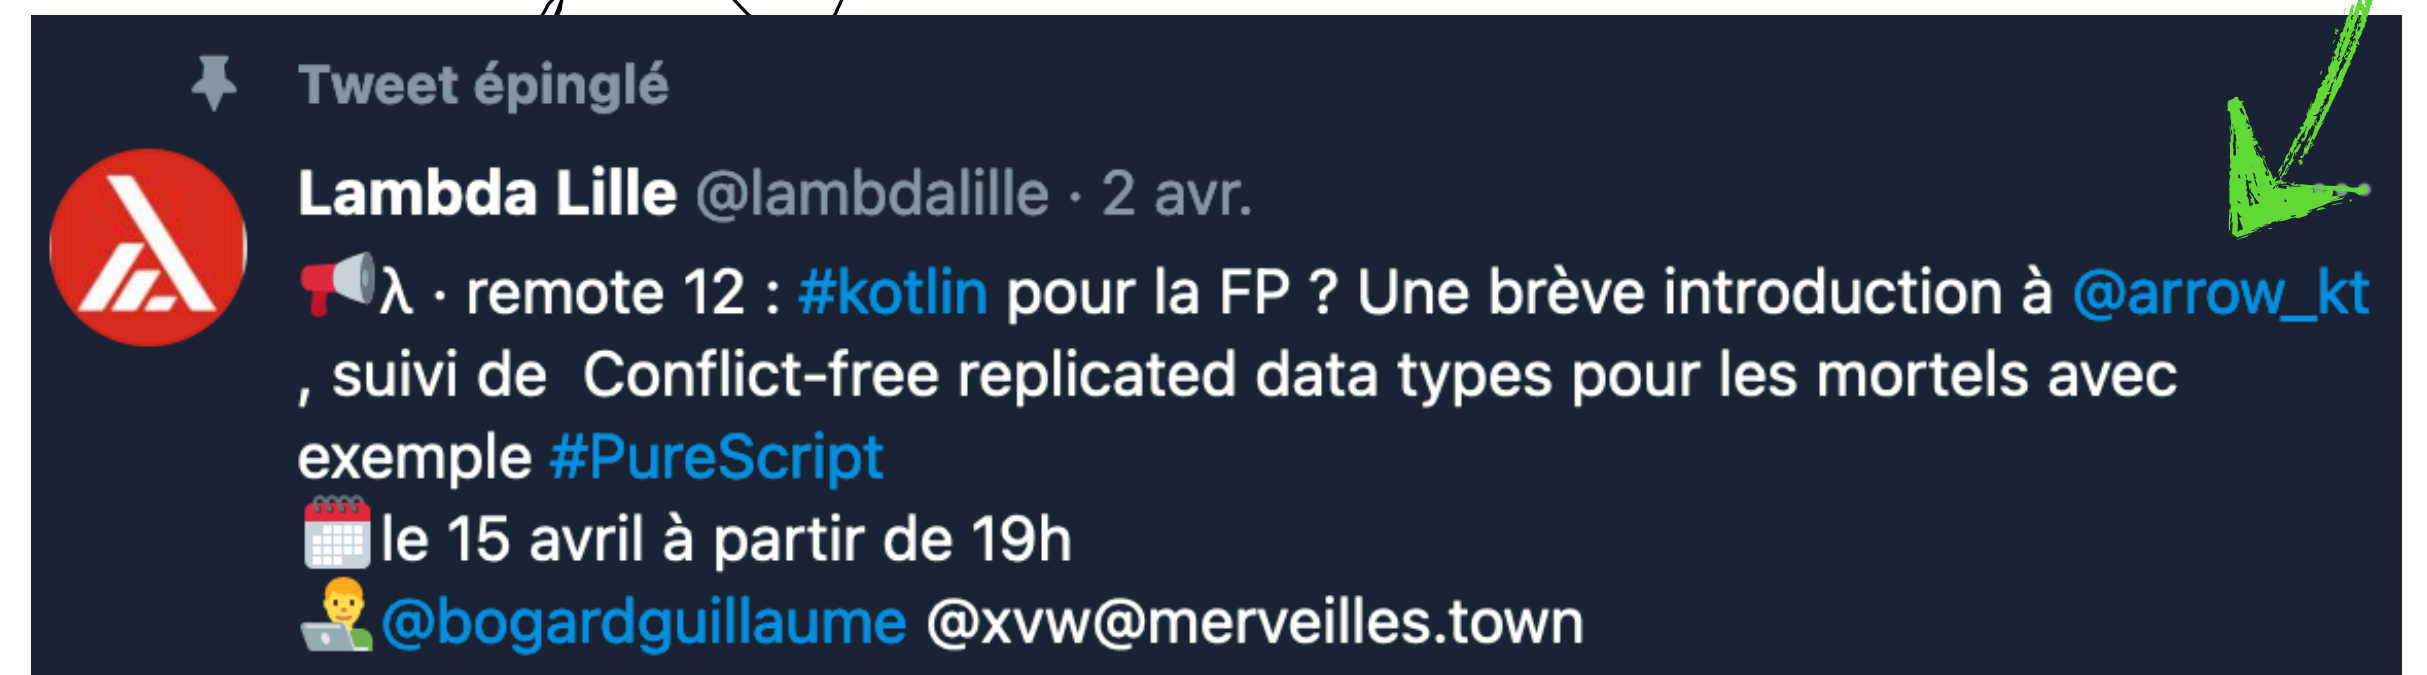 Tweet épinglé
Lambda Lille @lambdalille · 2 avr.
📢λ · remote 12 : #kotlin pour la FP ? Une brève introduction à @arrow_kt
, suivi de  Conflict-free replicated data types pour les mortels avec
exemple #PureScript
🗓le 15 avril à partir de 19h
👨‍💻@bogardguillaume @xvw@merveilles.town